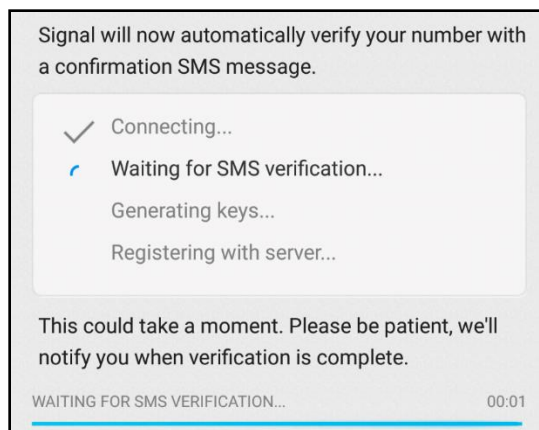 Signal will now automatically verify your number with
a confirmation SMS message.
Connecting...
Waiting for SMS verification...
Generating keys...
Registering with server...
This could take a moment. Please be patient, we'll
notify you when verification is complete.
WAITING FOR SMS VERIFICATION... 00:01